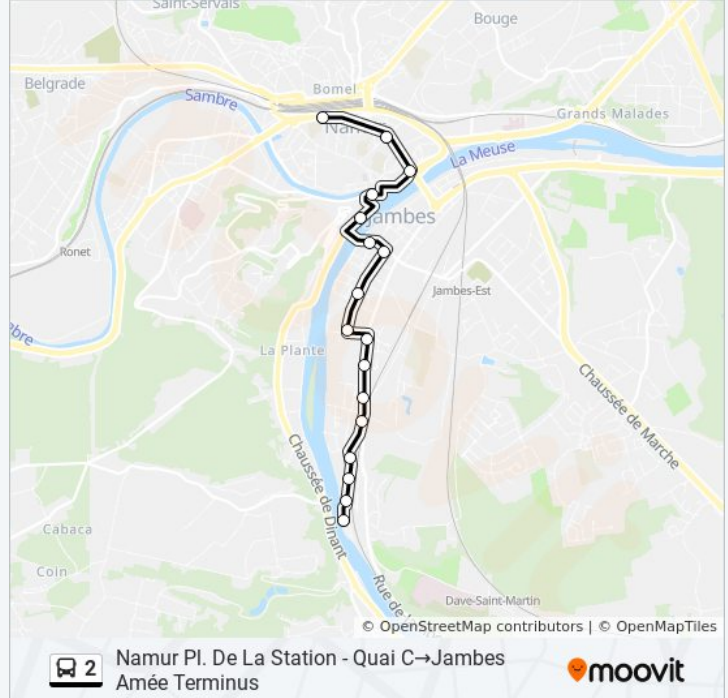 Saint-Servais
Bouge
Belgrade
Bomel
Sambre
Grands Malades
Nam
La Meuse
Jambes
Ronet
Jambes-Est
bre
La Plante
Chaussée de Marche
Chaussée de Dinant
Cabaca
Coin
Rue de
Dave-Saint-Martin
© OpenStreetMap contributors | © OpenMapTiles
2 Namur Pl. De La Station - Quai C→Jambes
Amée Terminus
moovit